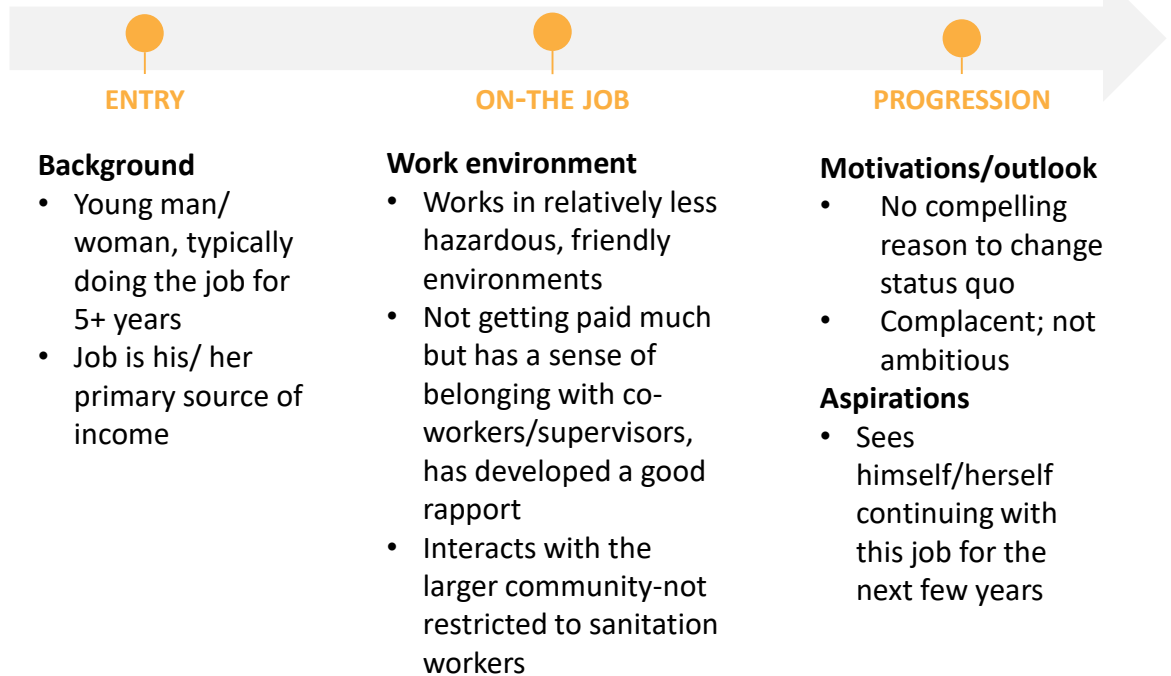 ENTRY
Background
• Young man/
woman, typically
doing the job for
5+ years
• Job is his/ her
primary source of
income
ON-THE JOB
Work environment
• Works in relatively less
hazardous, friendly
environments
• Not getting paid much
but has a sense of
belonging with co-
workers/supervisors,
has developed a good
rapport
• Interacts with the
larger community-not
restricted to sanitation
workers
PROGRESSION
Motivations/outlook
• No compelling
reason to change
status quo
• Complacent; not
ambitious
Aspirations
• Sees
himself/herself
continuing with
this job for the
next few years